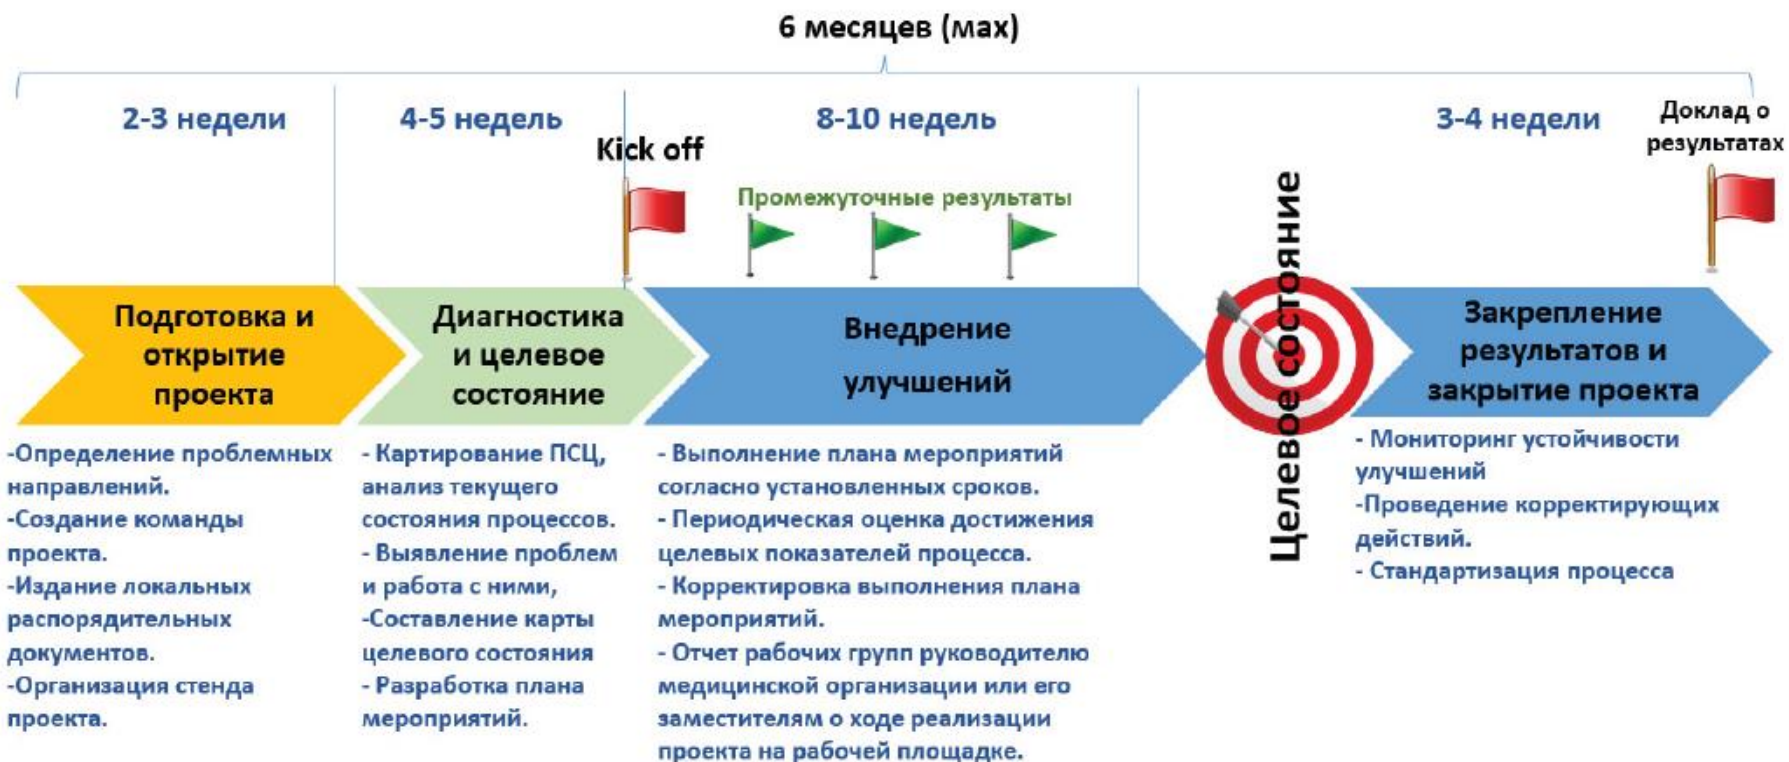 6 месяцев (мах)
2-3 недели
4-5 недель
8-10 недель
3-4 недели
Kick off
Промежуточные результаты
Доклад о
результатах
Подготовка и
открытие
проекта
-Определение проблемных
направлений.
-Создание команды
проекта.
-Издание локальных
распорядительных
документов.
-Организация стенда
проекта.
Диагностика
и целевое
состояние
- Картирование ПСЦ,
анализ текущего
состояния процессов.
- Выявление проблем
и работа с ними,
-Составление карты
целевого состояния
- Разработка плана
мероприятий.
Внедрение
улучшений
- Выполнение плана мероприятий
согласно установленных сроков.
- Периодическая оценка достижения
целевых показателей процесса.
- Корректировка выполнения плана
мероприятий.
- Отчет рабочих групп руководителю
медицинской организации или его
заместителям о ходе реализации
проекта на рабочей площадке.
Целевое состояние
Закрепление
результатов и
закрытие проекта
- Мониторинг устойчивости
улучшений
-Проведение корректирующих
действий.
- Стандартизация процесса